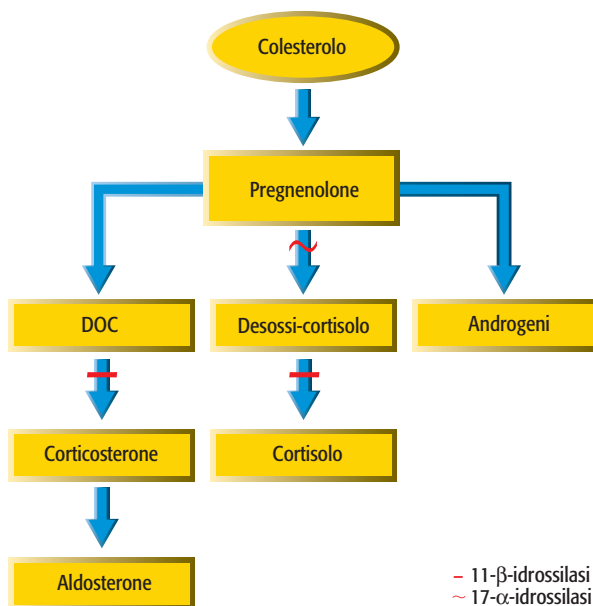 Colesterolo
Pregnenolone
DOC
Desossi-cortisolo
Androgeni
Corticosterone
Cortisolo
Aldosterone
– 11-β-idrossilasi
~ 17-α-idrossilasi